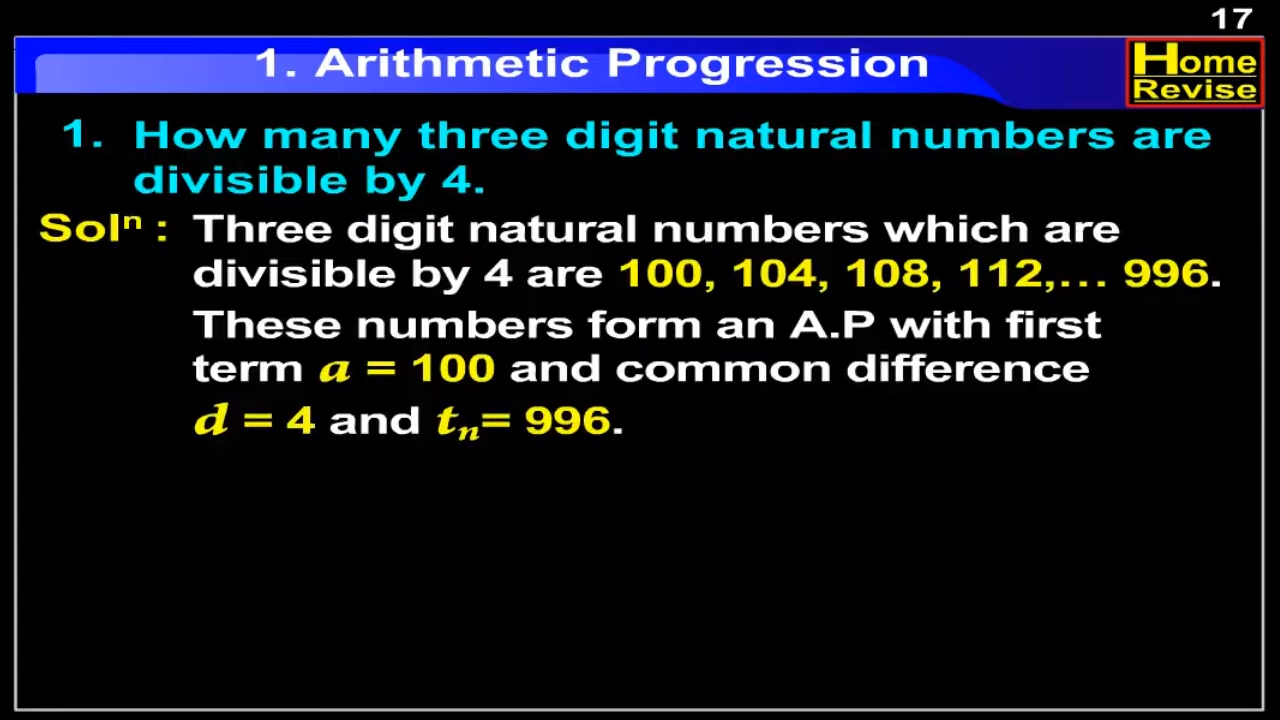 17
1. Arithmetic Progression
Home
Revise
1. How many three digit natural numbers are
divisible by 4.
Solⁿ : Three digit natural numbers which are
divisible by 4 are 100, 104, 108, 112,... 996.
These numbers form an A.P with first
term a = 100 and common difference
d = 4 and tₙ= 996.